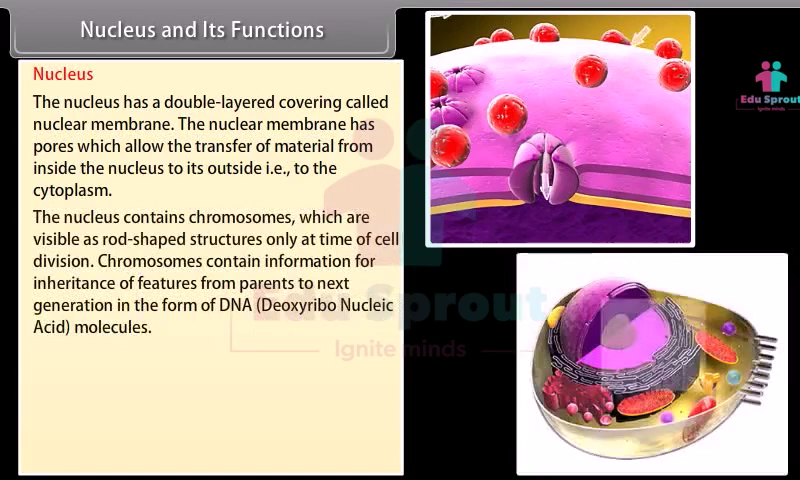 Nucleus and Its Functions
Nucleus
The nucleus has a double-layered covering called
nuclear membrane. The nuclear membrane has
pores which allow the transfer of material from
inside the nucleus to its outside i.e., to the
cytoplasm.
The nucleus contains chromosomes, which are
visible as rod-shaped structures only at time of cell
division. Chromosomes contain information for
inheritance of features from parents to next
generation in the form of DNA (Deoxyribo Nucleic
Acid) molecules.
Edu Sprout
Ignite minds
Edu Sprout
Ignite minds